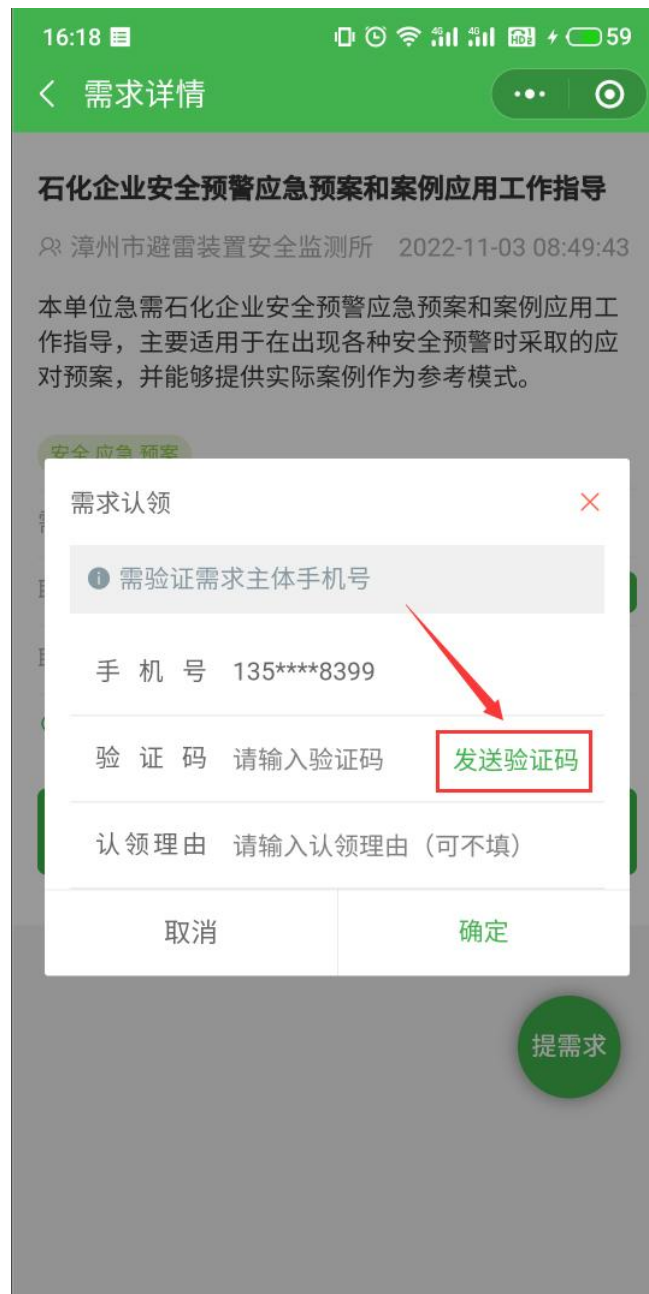 16:18
59
需求详情
石化企业安全预警应急预案和案例应用工作指导
漳州市避雷装置安全监测所 2022-11-03 08:49:43
本单位急需石化企业安全预警应急预案和案例应用工
作指导，主要适用于在出现各种安全预警时采取的应
对预案，并能够提供实际案例作为参考模式。
安全 应急 预案
需求认领
需验证需求主体手机号
手机号 135****8399
验证码 请输入验证码 发送验证码
认领理由 请输入认领理由（可不填）
取消 确定
提需求